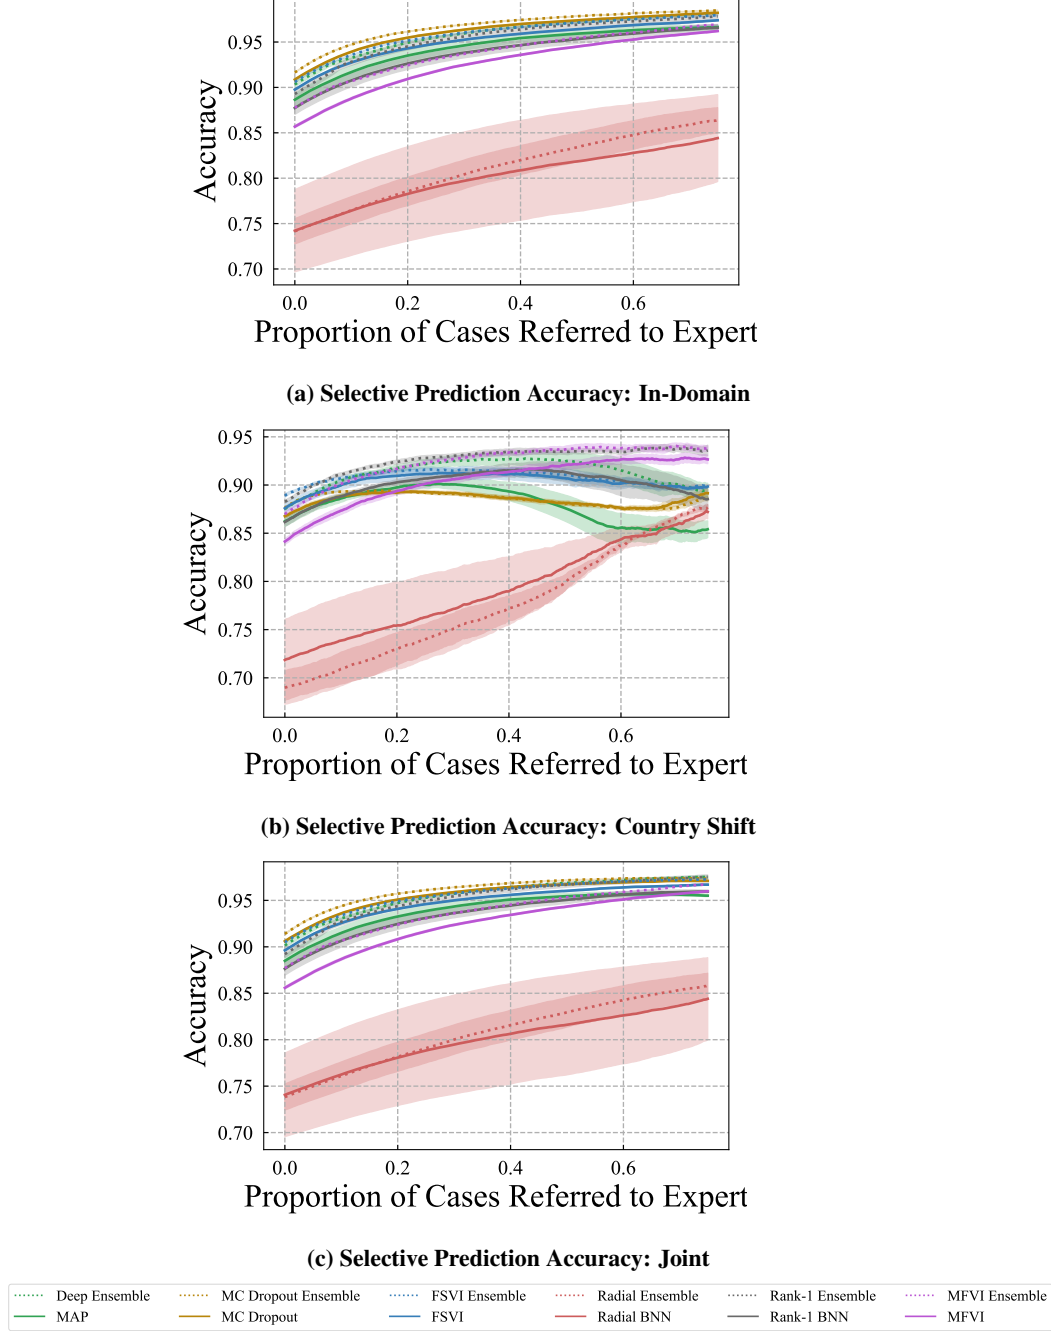 0.95
0.90
0.85
0.80
0.75
0.70
Accuracy
0.0 0.2 0.4 0.6
Proportion of Cases Referred to Expert
(a) Selective Prediction Accuracy: In-Domain
0.95
0.90
0.85
0.80
0.75
0.70
Accuracy
0.0 0.2 0.4 0.6
Proportion of Cases Referred to Expert
(b) Selective Prediction Accuracy: Country Shift
0.95
0.90
0.85
0.80
0.75
0.70
Accuracy
0.0 0.2 0.4 0.6
Proportion of Cases Referred to Expert
(c) Selective Prediction Accuracy: Joint
Deep Ensemble MC Dropout Ensemble FSVI Ensemble Radial Ensemble Rank-1 Ensemble MFVI Ensemble
MAP MC Dropout FSVI Radial BNN Rank-1 BNN MFVI